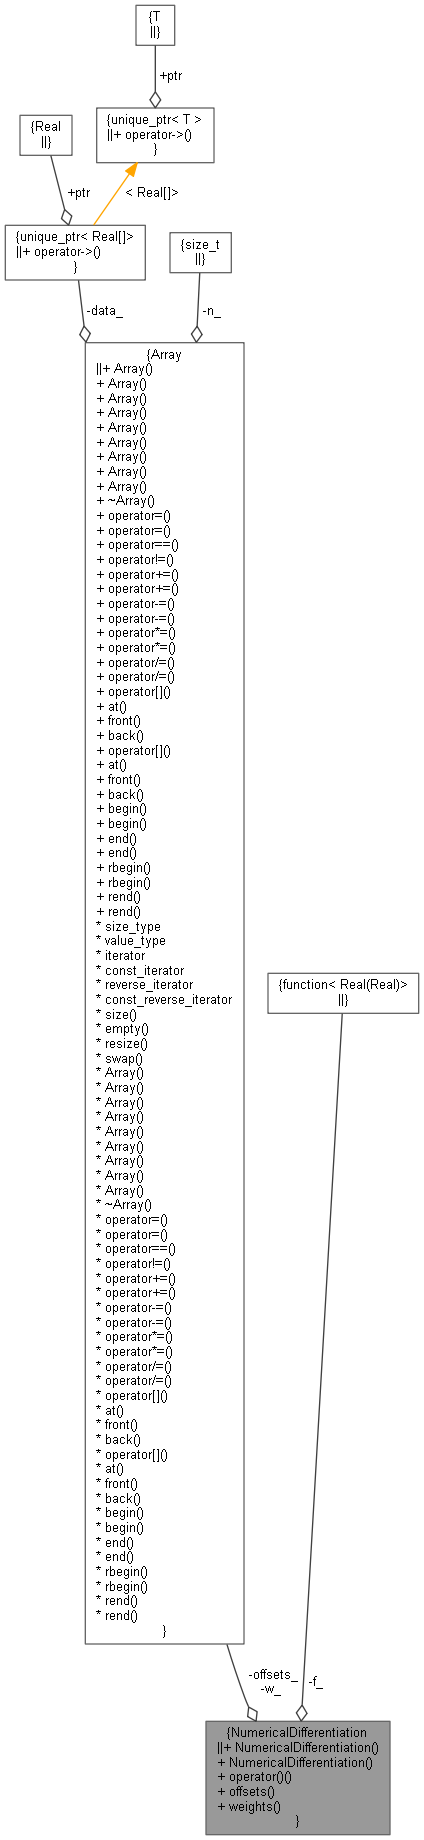 {T
||}
+ptr
{unique_ptr< T >
||+ operator->()
}
{Real
||}
+ptr
< Real[]>
{unique_ptr< Real[]>
||+ operator->()
}
{size_t
||}
-data_
-n_
{Array
||+ Array()
+ Array()
+ Array()
+ Array()
+ Array()
+ Array()
+ Array()
+ Array()
+ Array()
+ ~Array()
+ operator=()
+ operator=()
+ operator==()
+ operator!=()
+ operator+=()
+ operator+=()
+ operator-=()
+ operator-=()
+ operator*=()
+ operator*=()
+ operator/=()
+ operator/=()
+ operator[]()
+ at()
+ front()
+ back()
+ operator[]()
+ at()
+ front()
+ back()
+ begin()
+ begin()
+ end()
+ end()
+ rbegin()
+ rbegin()
+ rend()
+ rend()
* size_type
* value_type
* iterator
* const_iterator
* reverse_iterator
* const_reverse_iterator
* size()
* empty()
* resize()
* swap()
* Array()
* Array()
* Array()
* Array()
* Array()
* Array()
* Array()
* Array()
* Array()
* ~Array()
* operator=()
* operator=()
* operator==()
* operator!=()
* operator+=()
* operator+=()
* operator-=()
* operator-=()
* operator*=()
* operator*=()
* operator/=()
* operator/=()
* operator[]()
* at()
* front()
* back()
* operator[]()
* at()
* front()
* back()
* begin()
* begin()
* end()
* end()
* rbegin()
* rbegin()
* rend()
* rend()
}
{function< Real(Real)>
||}
-offsets_
-w_
-f_
{NumericalDifferentiation
||+ NumericalDifferentiation()
+ NumericalDifferentiation()
+ operator()()
+ offsets()
+ weights()
}